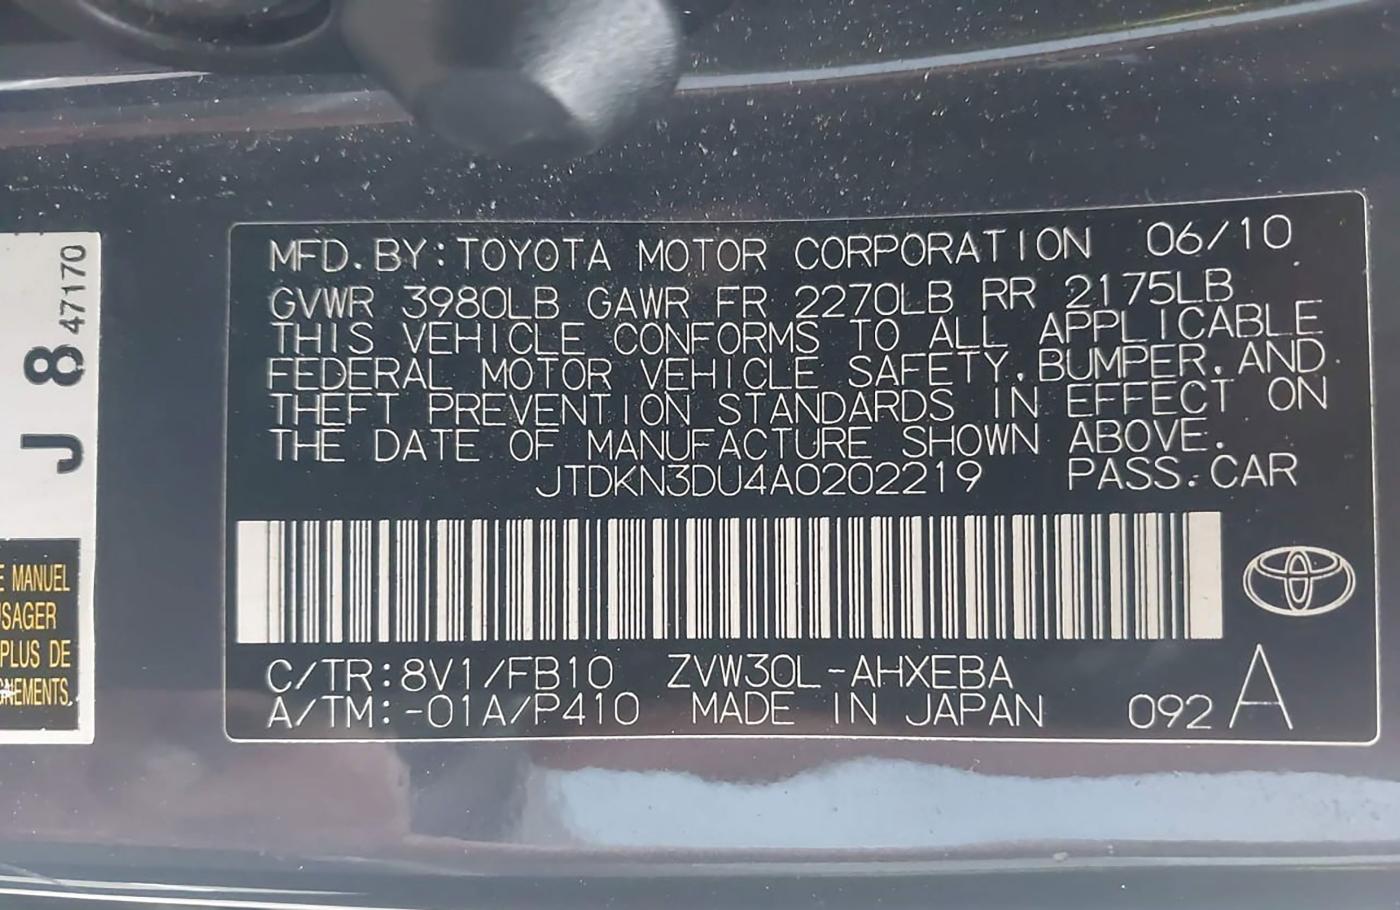 MFD.BY:TOYOTA MOTOR CORPORATION 06/10
GVWR 3980LB GAWR FR 2270LB RR 2175LB
THIS VEHICLE CONFORMS TO ALL APPLICABLE
FEDERAL MOTOR VEHICLE SAFETY, BUMPER, AND
THEFT PREVENTION STANDARDS IN EFFECT ON
THE DATE OF MANUFACTURE SHOWN ABOVE.
JTDKN3DU4A0202219 PASS. CAR
C/TR:8V1/FB10 ZVW30L-AHXEBA
A/TM:-01A/P410 MADE IN JAPAN 092 A
J 8 47170
E MANUEL
USAGER
PLUS DE
GNEMENTS.